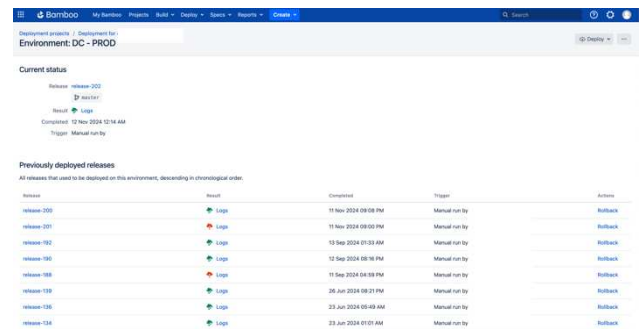 Bamboo My Bamboo Projects Build Deploy Specs Reports Create Search
Deployment projects / Deployment for
Environment: DC - PROD
Deploy
Current status
Release release-202
master
Result Logs
Completed 12 Nov 2024 12:14 AM
Trigger Manual run by
Previously deployed releases
All releases that used to be deployed on this environment, descending in chronological order.
Release Result Completed Trigger Actions
release-200 Logs 11 Nov 2024 09:08 PM Manual run by Rollback
release-201 Logs 11 Nov 2024 09:00 PM Manual run by Rollback
release-192 Logs 13 Sep 2024 01:33 AM Manual run by Rollback
release-190 Logs 12 Sep 2024 08:16 PM Manual run by Rollback
release-188 Logs 11 Sep 2024 04:59 PM Manual run by Rollback
release-139 Logs 26 Jun 2024 09:21 PM Manual run by Rollback
release-136 Logs 23 Jun 2024 05:49 AM Manual run by Rollback
release-134 Logs 23 Jun 2024 01:01 AM Manual run by Rollback